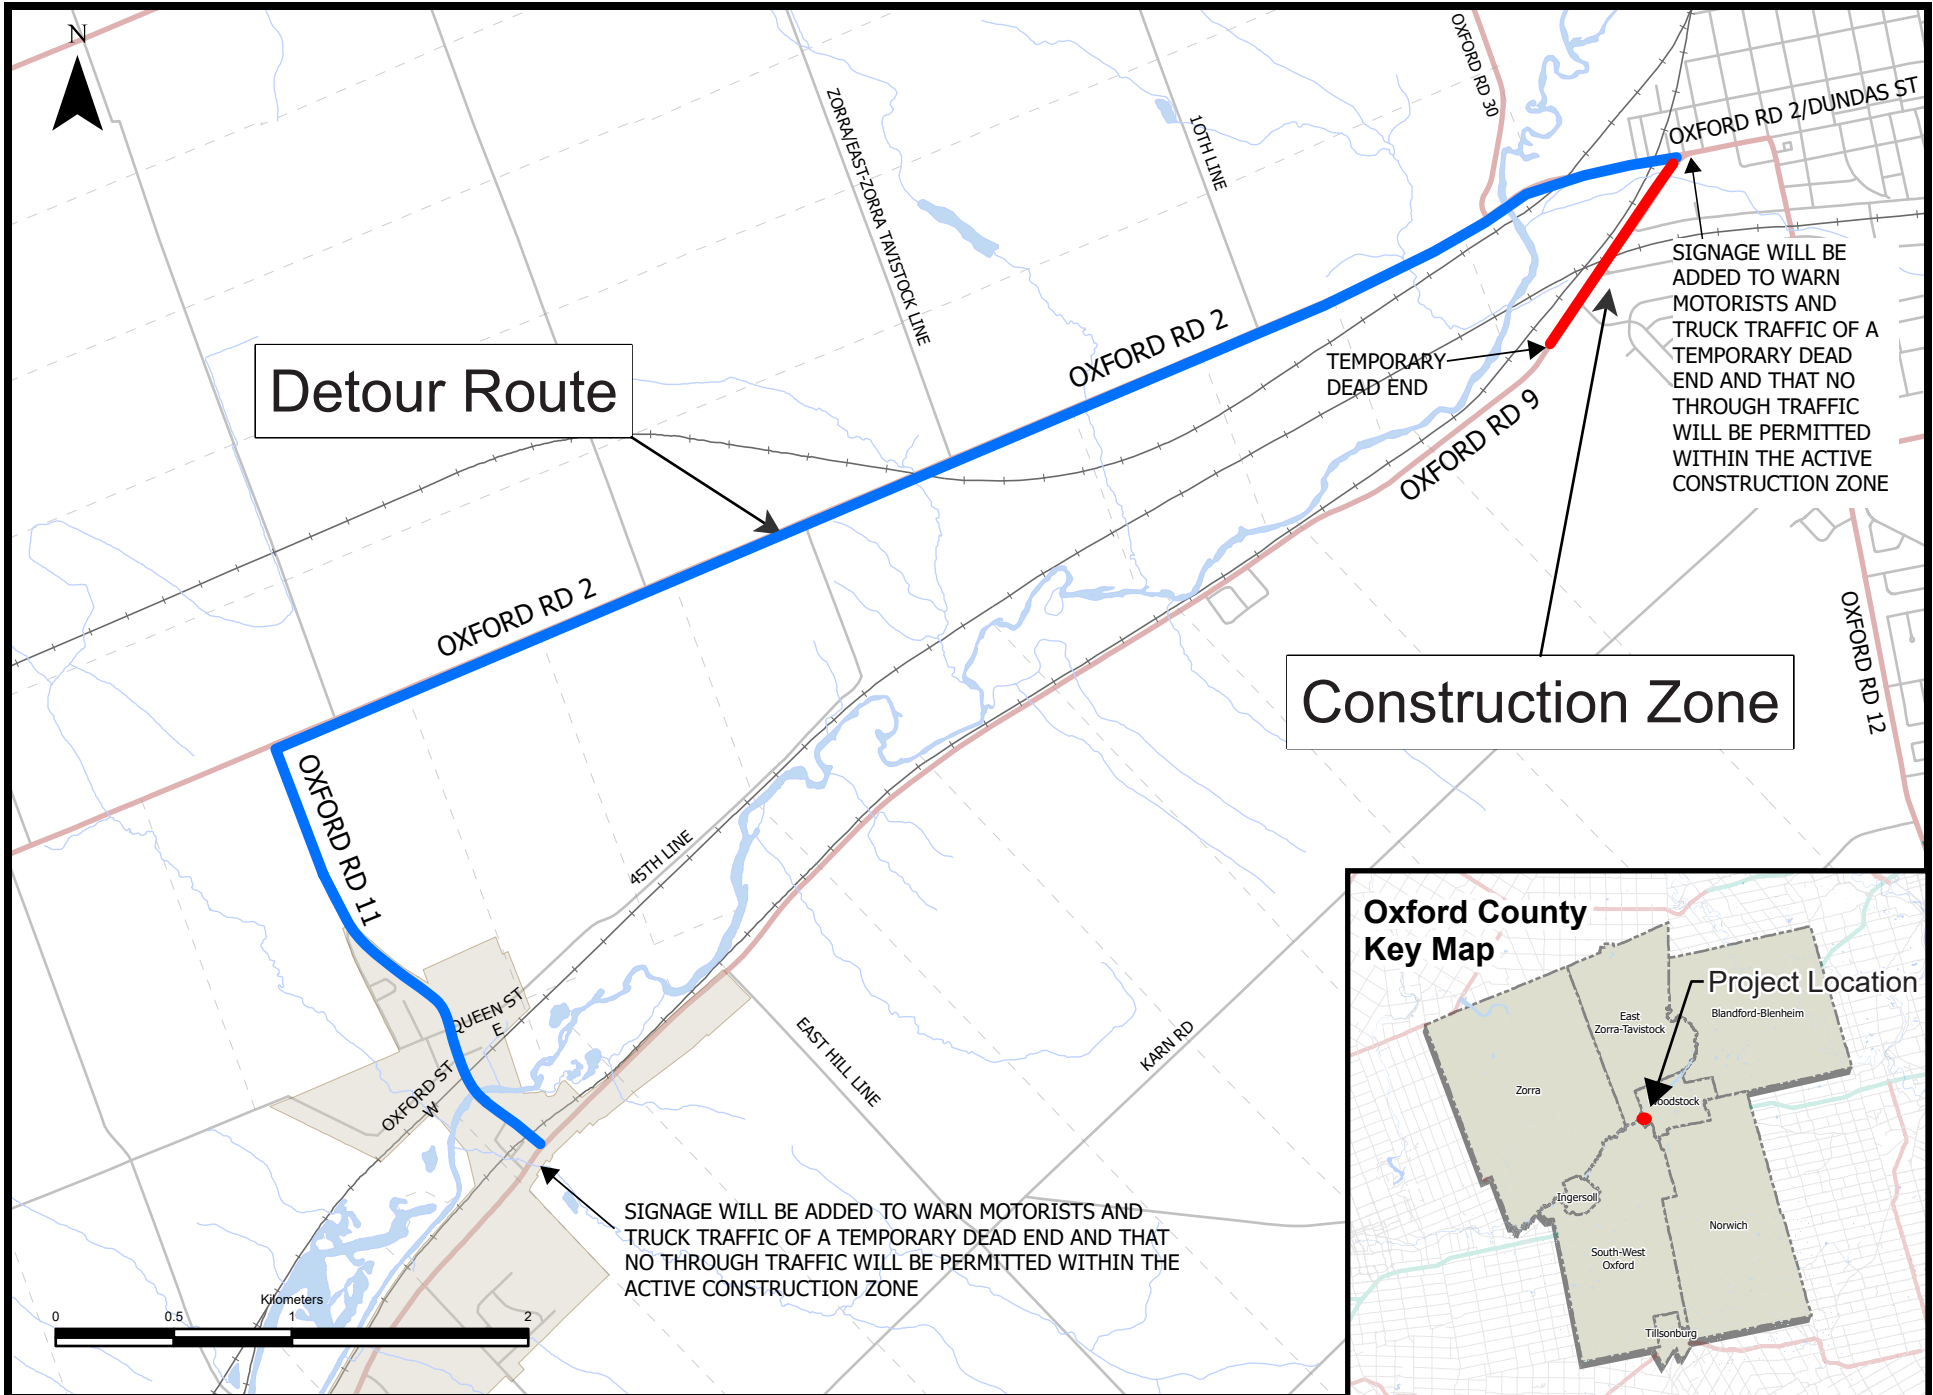 N
OXFORD RD 30
ZORRA/EAST-ZORRA TAVISTOCK LINE
10TH LINE
OXFORD RD 2/DUNDAS ST
SIGNAGE WILL BE
ADDED TO WARN
MOTORISTS AND
TRUCK TRAFFIC OF A
TEMPORARY DEAD
END AND THAT NO
THROUGH TRAFFIC
WILL BE PERMITTED
WITHIN THE ACTIVE
CONSTRUCTION ZONE
OXFORD RD 2
TEMPORARY
DEAD END
Detour Route
OXFORD RD 9
OXFORD RD 2
OXFORD RD 12
Construction Zone
OXFORD RD 11
45TH LINE
QUEEN ST
E
OXFORD ST
W
EAST HILL LINE
KARN RD
SIGNAGE WILL BE ADDED TO WARN MOTORISTS AND
TRUCK TRAFFIC OF A TEMPORARY DEAD END AND THAT
NO THROUGH TRAFFIC WILL BE PERMITTED WITHIN THE
ACTIVE CONSTRUCTION ZONE
Kilometers
0 0.5 1 2
Oxford County
Key Map
Project Location
East
Zorra-Tavistock
Blandford-Blenheim
Zorra
Woodstock
Ingersoll
Norwich
South-West
Oxford
Tillsonburg